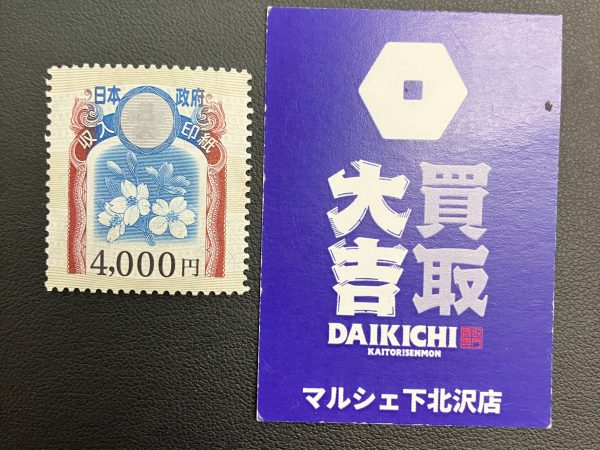 日本 政府
収入印紙
4,000円
買取
大吉
DAIKICHI
KAITORISENMON
マルシェ下北沢店